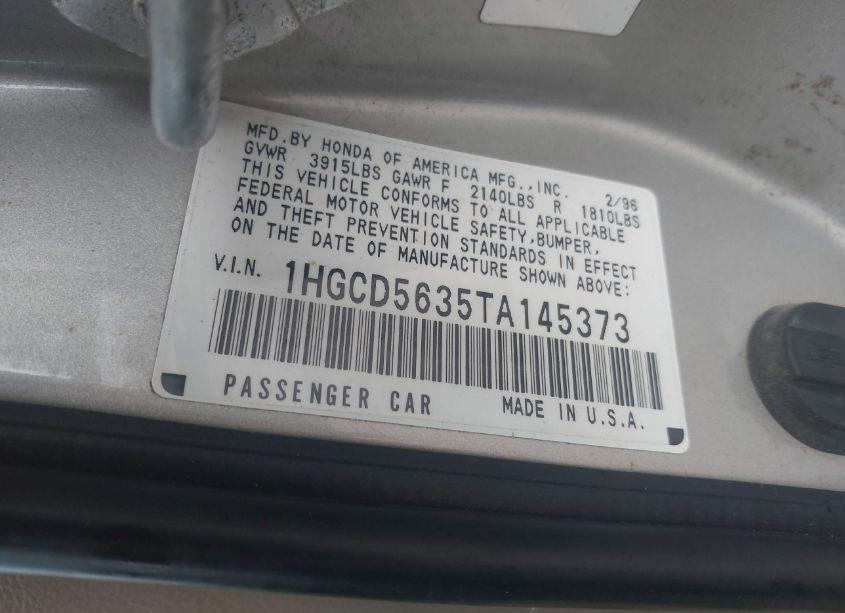 MFD. BY HONDA OF AMERICA MFG., INC. 2/96
GVWR 3915LBS GAWR F 2140LBS R 1810LBS
THIS VEHICLE CONFORMS TO ALL APPLICABLE
FEDERAL MOTOR VEHICLE SAFETY, BUMPER,
AND THEFT PREVENTION STANDARDS IN EFFECT
ON THE DATE OF MANUFACTURE SHOWN ABOVE:
V.I.N. 1HGCD5635TA145373
PASSENGER CAR MADE IN U.S.A.